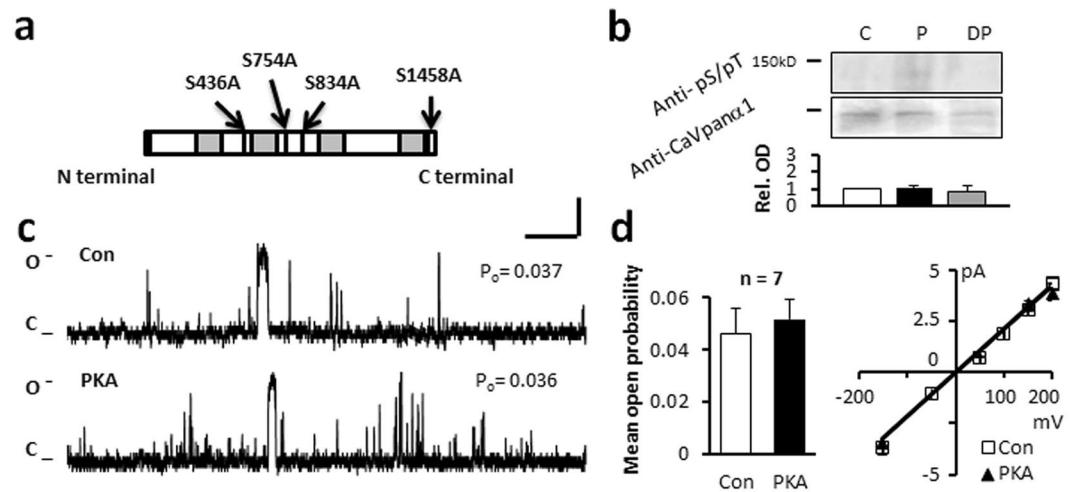 a
S436A
S754A
S834A
S1458A
N terminal
C terminal
b
C P DP
Anti- pS/pT
150kD
Anti-CaVpanα1
Rel. OD
3
2
1
0
c
Con
O
C
Po= 0.037
PKA
O
C
Po= 0.036
d
Mean open probability
n = 7
0.06
0.04
0.02
0
Con PKA
pA
5
2.5
0
-200 100 200
mV
-5
Con
PKA